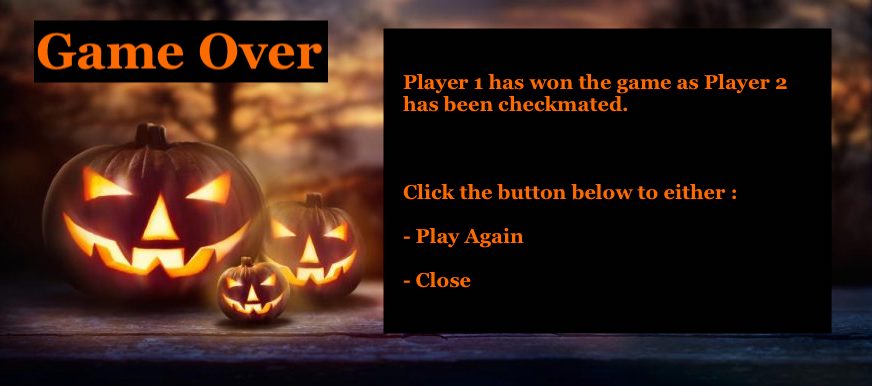 Game Over
Player 1 has won the game as Player 2
has been checkmated.
Click the button below to either :
- Play Again
- Close